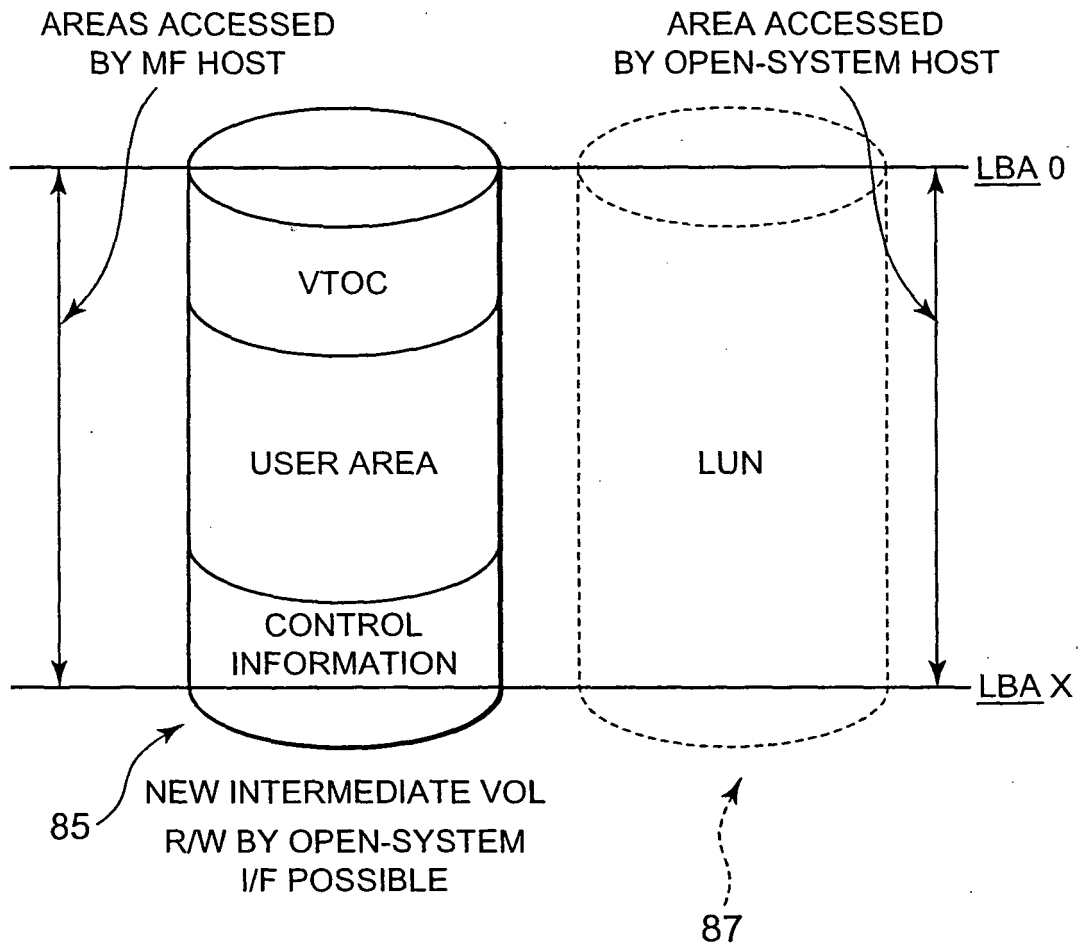 AREAS ACCESSED
BY MF HOST
AREA ACCESSED
BY OPEN-SYSTEM HOST
LBA 0
VTOC
USER AREA
LUN
CONTROL
INFORMATION
LBA X
85
NEW INTERMEDIATE VOL
R/W BY OPEN-SYSTEM
I/F POSSIBLE
87